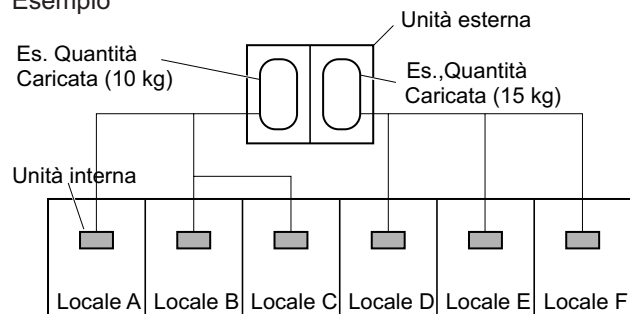 Esempio
Unità esterna
Es. Quantità
Caricata (10 kg)
Es.,Quantità
Caricata (15 kg)
Unità interna
Locale A Locale B Locale C Locale D Locale E Locale F